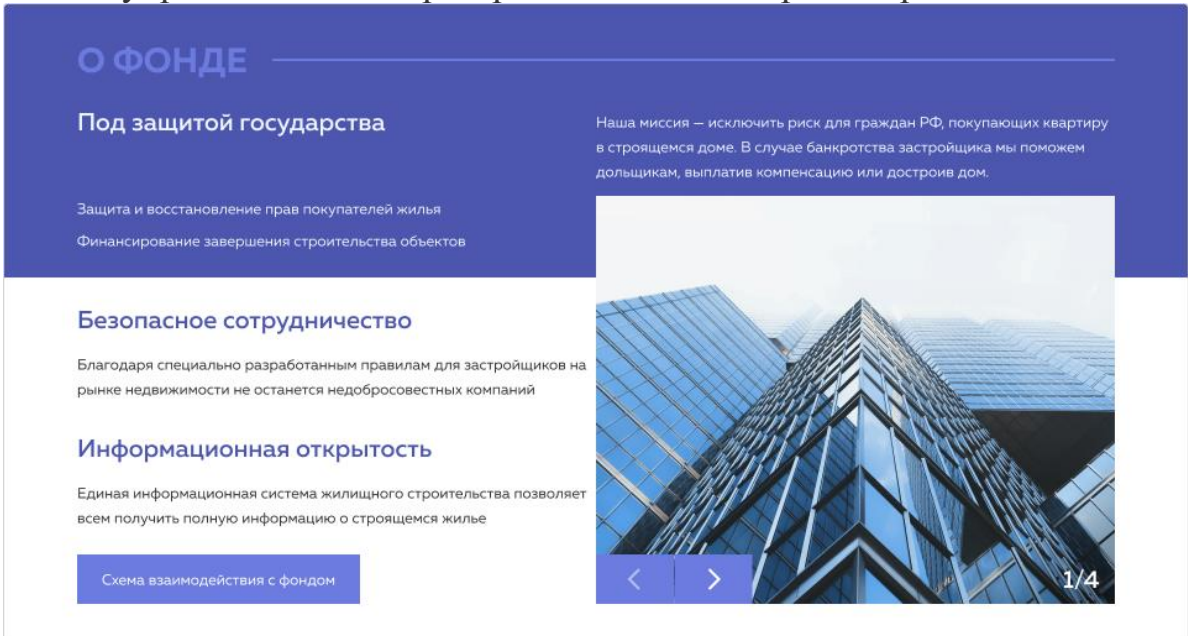 О ФОНДЕ
Под защитой государства
Наша миссия — исключить риск для граждан РФ, покупающих квартиру
в строящемся доме. В случае банкротства застройщика мы поможем
дольщикам, выплатив компенсацию или достроив дом.
Защита и восстановление прав покупателей жилья
Финансирование завершения строительства объектов
Безопасное сотрудничество
Благодаря специально разработанным правилам для застройщиков на
рынке недвижимости не останется недобросовестных компаний
Информационная открытость
Единая информационная система жилищного строительства позволяет
всем получить полную информацию о строящемся жилье
Схема взаимодействия с фондом
1/4